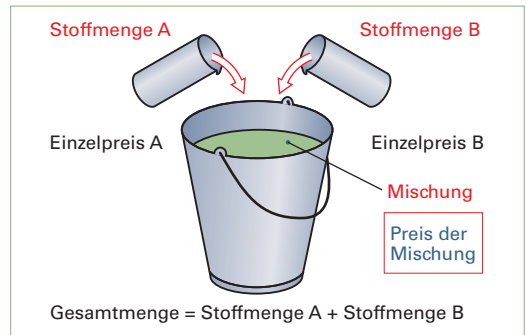 Stoffmenge A
Stoffmenge B
Einzelpreis A
Einzelpreis B
Mischung
Preis der
Mischung
Gesamtmenge = Stoffmenge A + Stoffmenge B